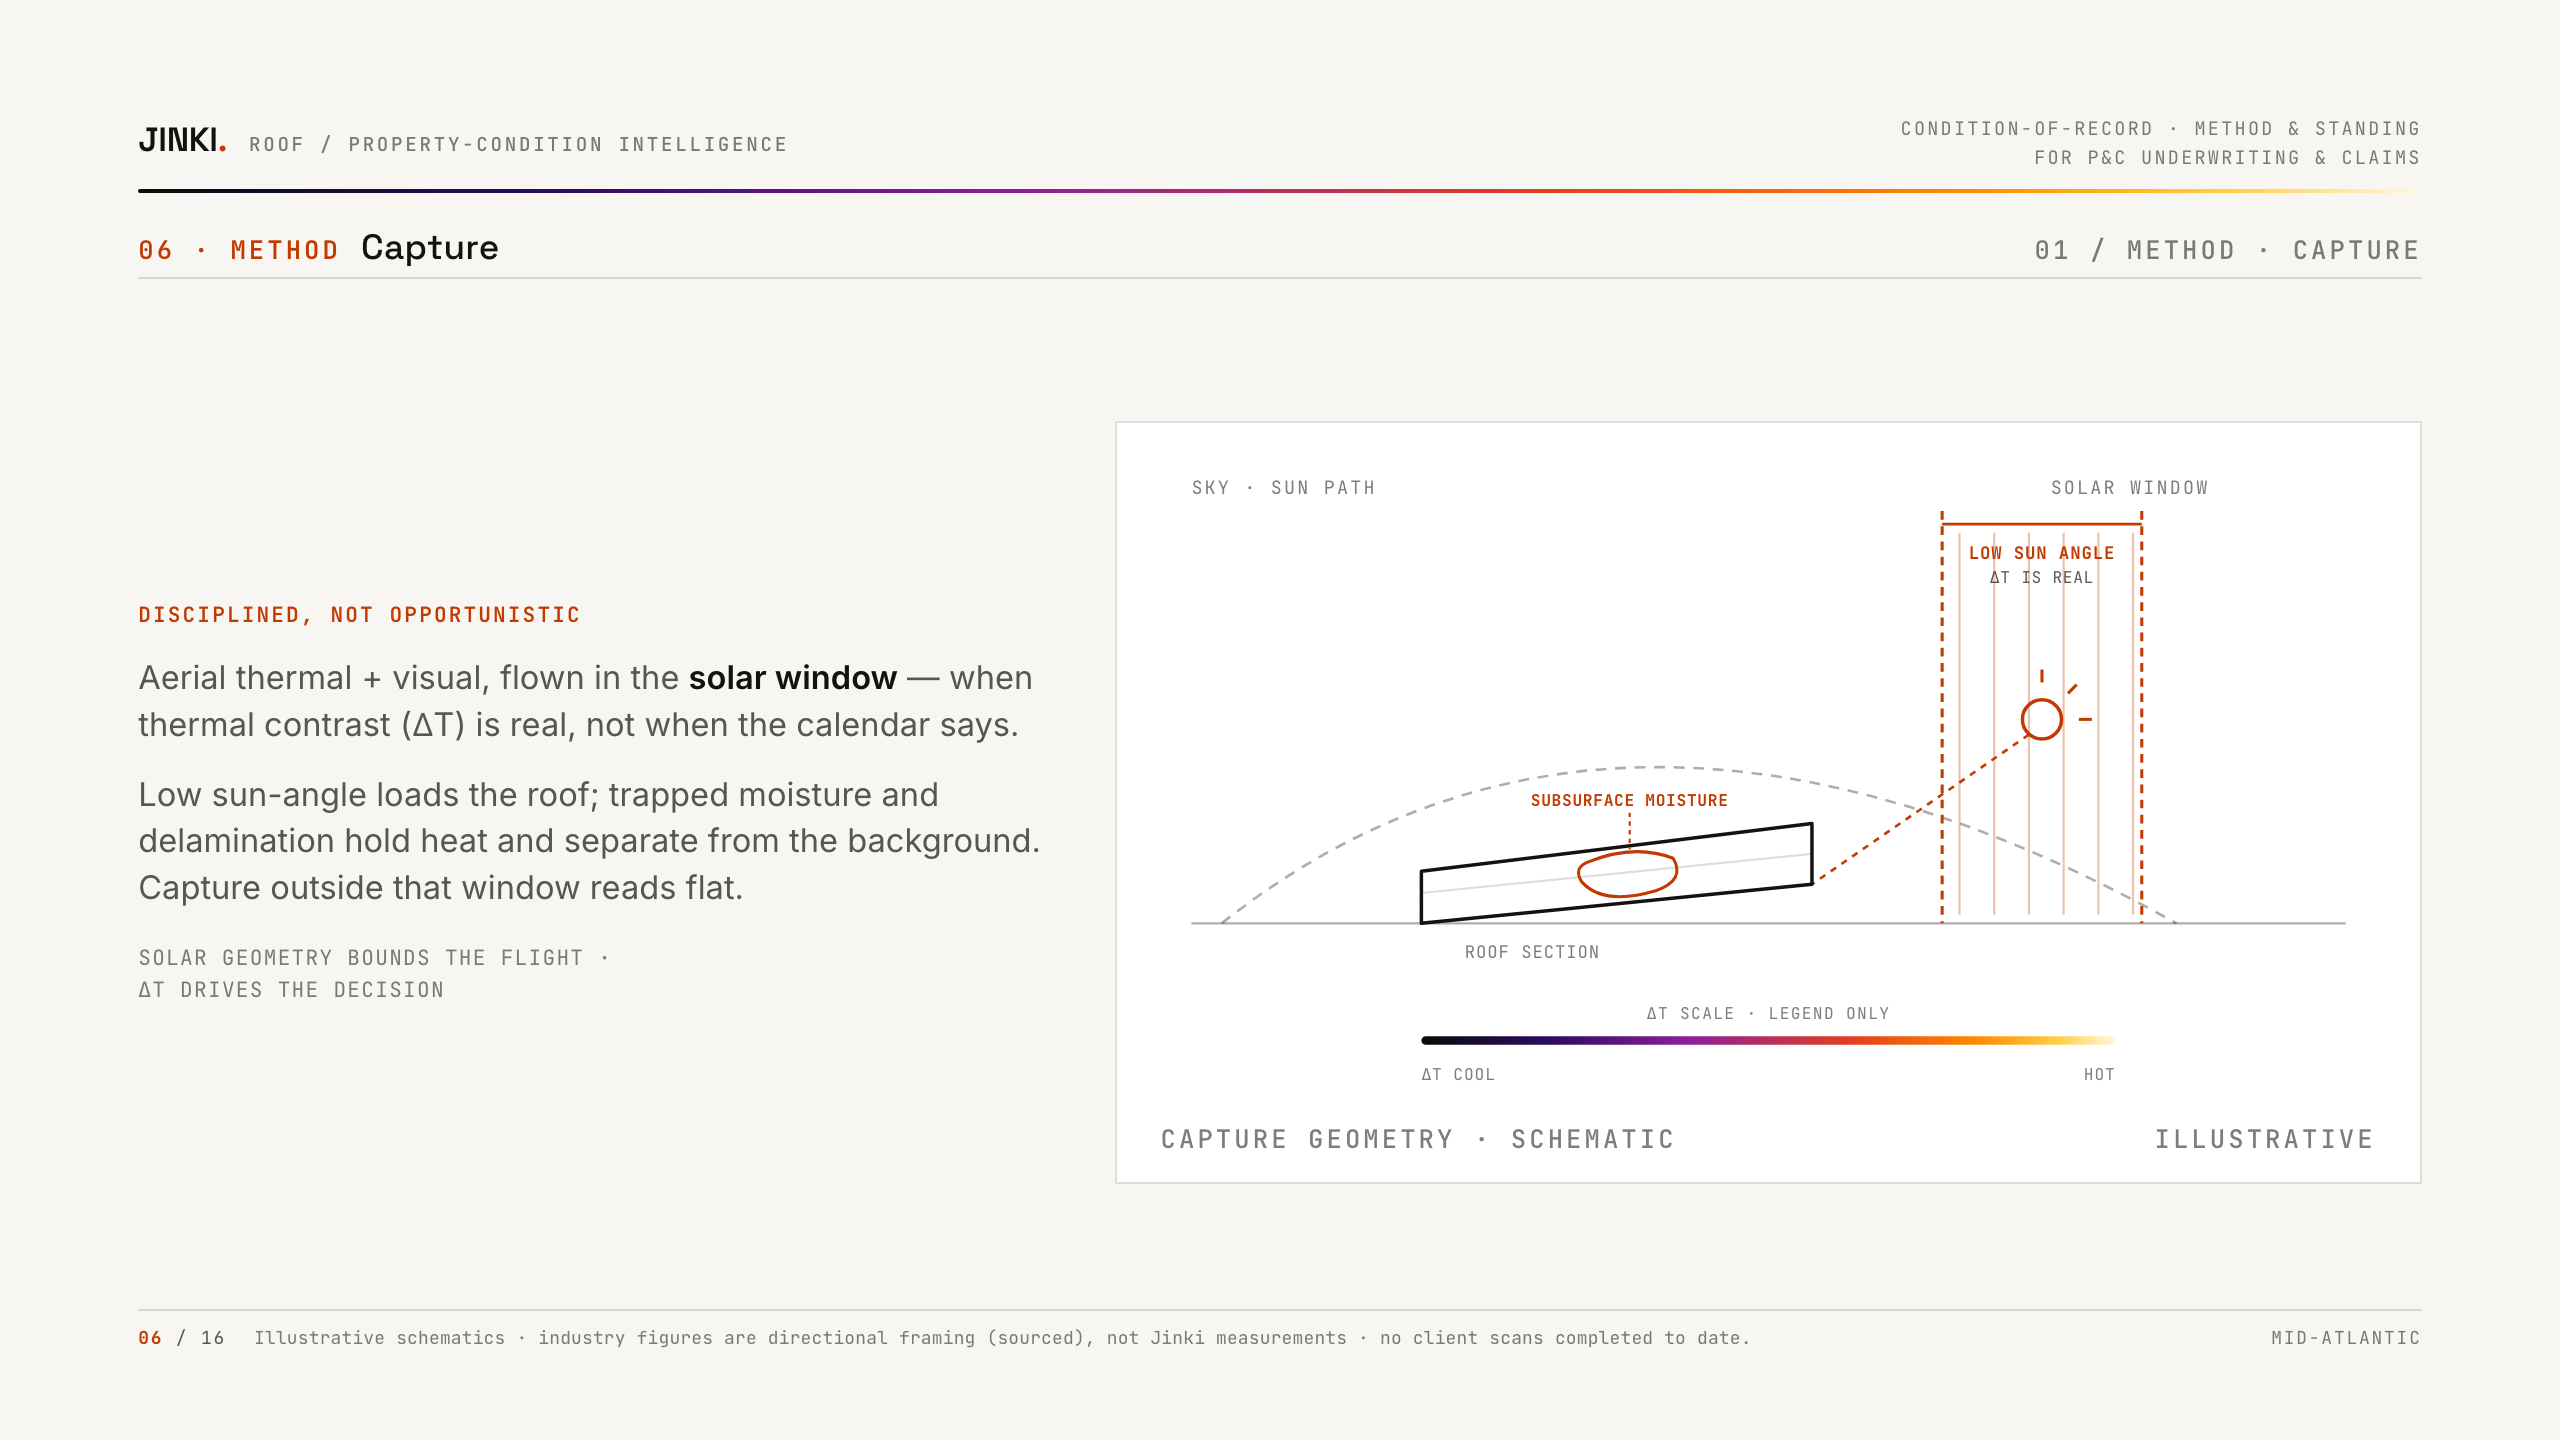 JINKI. ROOF / PROPERTY-CONDITION INTELLIGENCE
CONDITION-OF-RECORD · METHOD & STANDING
FOR P&C UNDERWRITING & CLAIMS
06 · METHOD Capture
01 / METHOD · CAPTURE
DISCIPLINED, NOT OPPORTUNISTIC
Aerial thermal + visual, flown in the solar window — when
thermal contrast (ΔT) is real, not when the calendar says.
Low sun-angle loads the roof; trapped moisture and
delamination hold heat and separate from the background.
Capture outside that window reads flat.
SOLAR GEOMETRY BOUNDS THE FLIGHT ·
ΔT DRIVES THE DECISION
SKY · SUN PATH
SOLAR WINDOW
LOW SUN ANGLE
ΔT IS REAL
SUBSURFACE MOISTURE
ROOF SECTION
ΔT SCALE · LEGEND ONLY
ΔT COOL
HOT
CAPTURE GEOMETRY · SCHEMATIC
ILLUSTRATIVE
06 / 16 Illustrative schematics · industry figures are directional framing (sourced), not Jinki measurements · no client scans completed to date.
MID-ATLANTIC